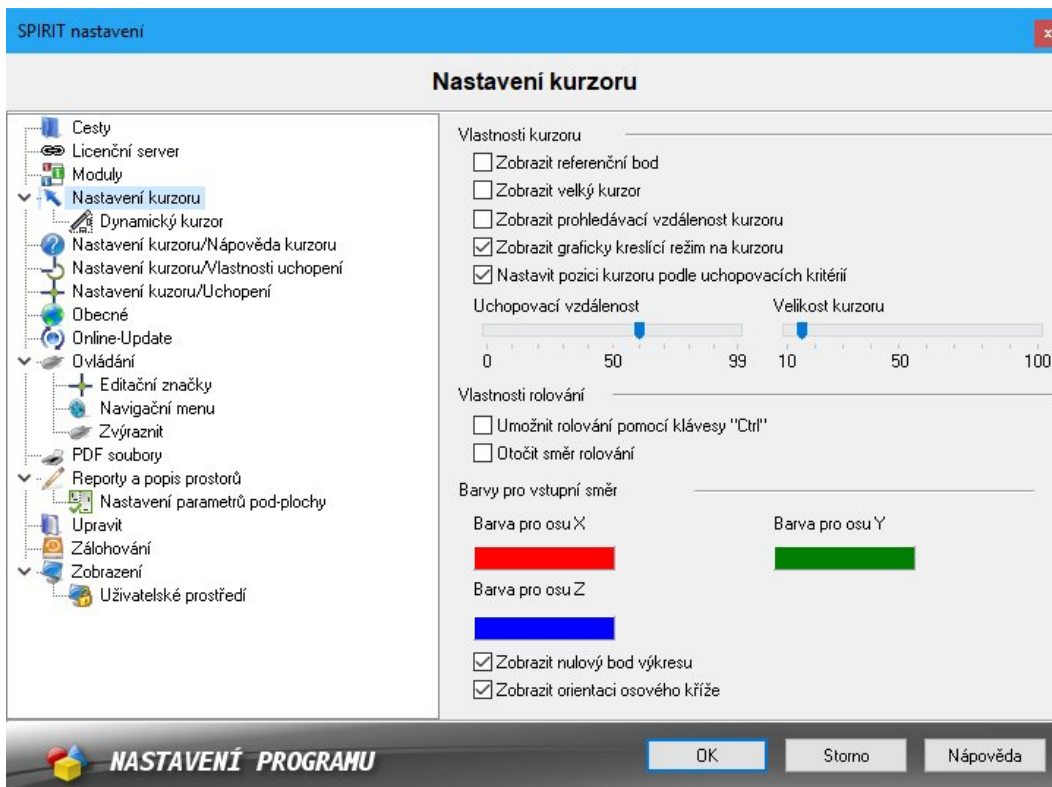 SPIRIT nastavení
x
Nastavení kurzoru
Cesty
Licenční server
Moduly
Nastavení kurzoru
Dynamický kurzor
Nastavení kurzoru/Nápověda kurzoru
Nastavení kurzoru/Vlastnosti uchopení
Nastavení kuzoru/Uchopení
Obecné
Online-Update
Ovládání
Editační značky
Navigační menu
Zvýraznit
PDF soubory
Reporty a popis prostorů
Nastavení parametrů pod-plochy
Upravit
Zálohování
Zobrazení
Uživatelské prostředí
Vlastnosti kurzoru
Zobrazit referenční bod
Zobrazit velký kurzor
Zobrazit prohledávací vzdálenost kurzoru
Zobrazit graficky kreslící režim na kurzoru
Nastavit pozici kurzoru podle uchopovacích kritérií
Uchopovací vzdálenost Velikost kurzoru
0 50 99 10 50 100
Vlastnosti rolování
Umožnit rolování pomocí klávesy "Ctrl"
Otočit směr rolování
Barvy pro vstupní směr
Barva pro osu X Barva pro osu Y
Barva pro osu Z
Zobrazit nulový bod výkresu
Zobrazit orientaci osového kříže
NASTAVENÍ PROGRAMU
OK Storno Nápověda